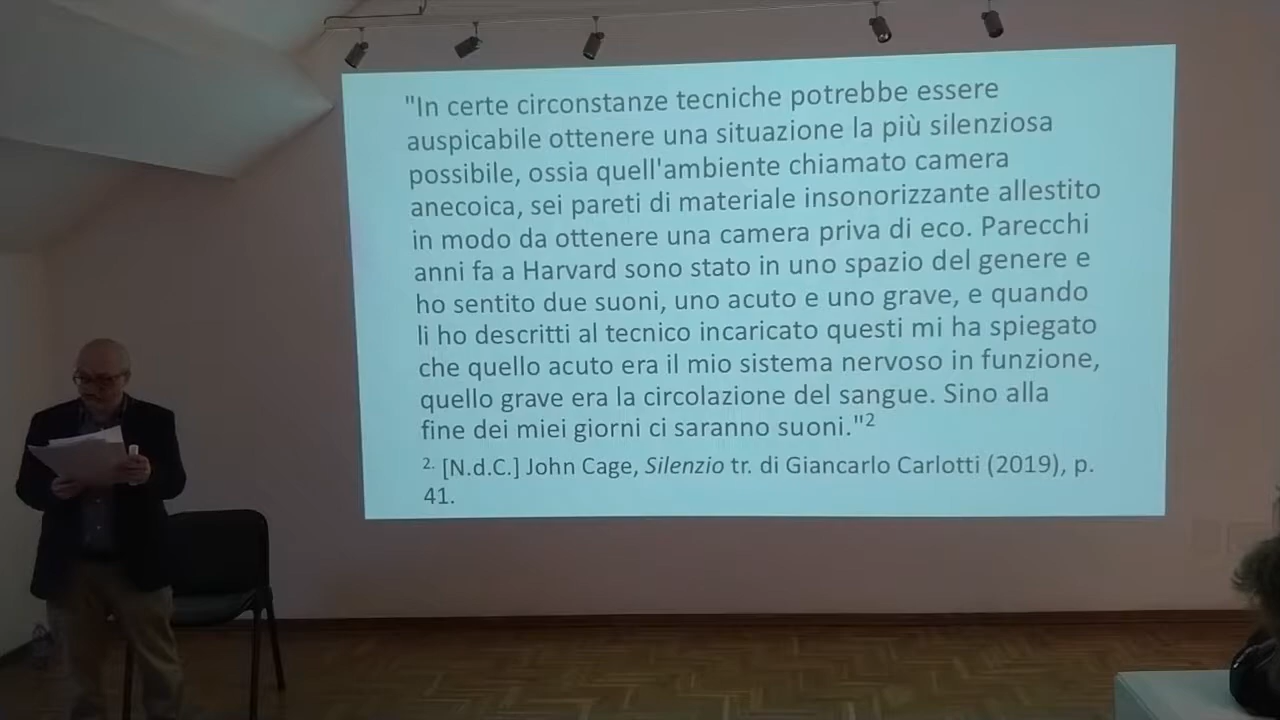 "In certe circonstanze tecniche potrebbe essere
auspicabile ottenere una situazione la più silenziosa
possibile, ossia quell'ambiente chiamato camera
anecoica, sei pareti di materiale insonorizzante allestito
in modo da ottenere una camera priva di eco. Parecchi
anni fa a Harvard sono stato in uno spazio del genere e
ho sentito due suoni, uno acuto e uno grave, e quando
li ho descritti al tecnico incaricato questi mi ha spiegato
che quello acuto era il mio sistema nervoso in funzione,
quello grave era la circolazione del sangue. Sino alla
fine dei miei giorni ci saranno suoni."²
2. [N.d.C.] John Cage, Silenzio tr. di Giancarlo Carlotti (2019), p.
41.